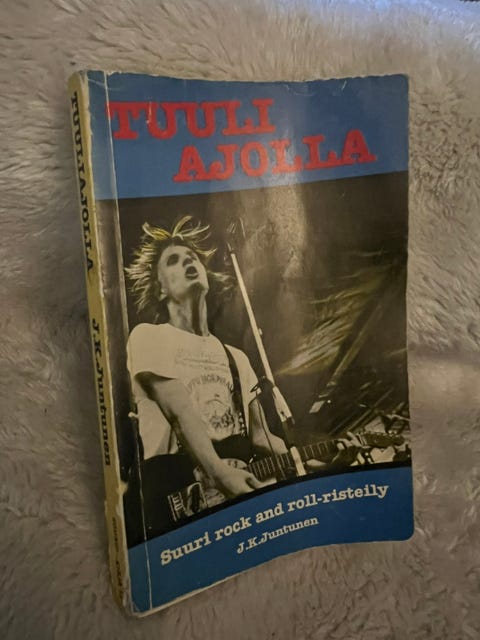 TUULI
AJOLLA
Suuri rock and roll-risteily
J.K.Juntunen
TUULIAJOLLA J.K.Juntunen